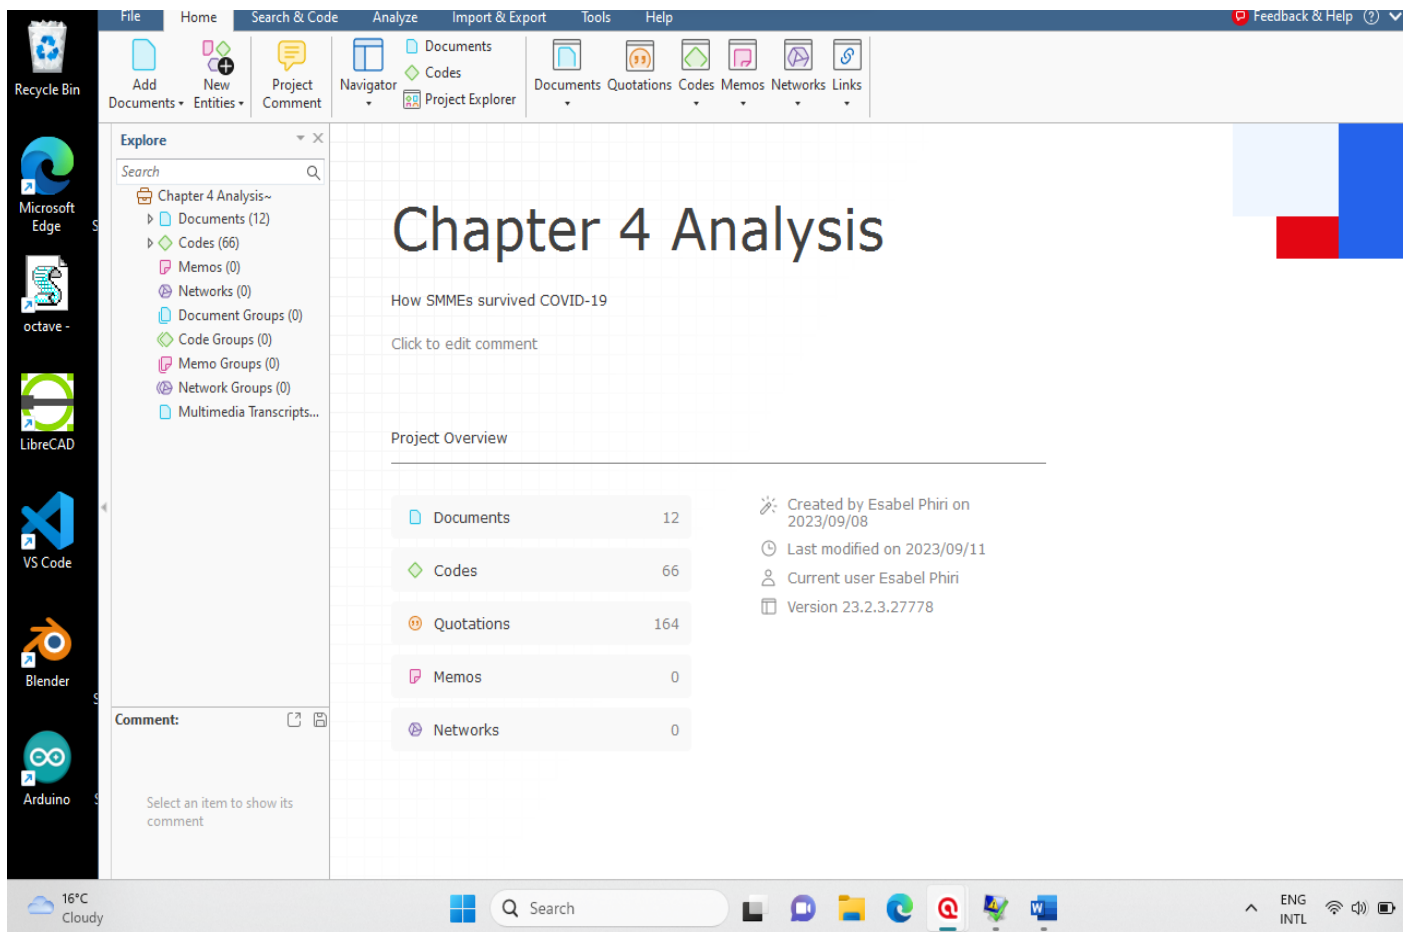 File Home Search & Code Analyze Import & Export Tools Help Feedback & Help
Recycle Bin
Add Documents
New Entities
Project Comment
Navigator
Documents
Codes
Project Explorer
Documents Quotations Codes Memos Networks Links
Microsoft Edge
octave -
LibreCAD
VS Code
Blender
Arduino
Explore
Search
Chapter 4 Analysis~
Documents (12)
Codes (66)
Memos (0)
Networks (0)
Document Groups (0)
Code Groups (0)
Memo Groups (0)
Network Groups (0)
Multimedia Transcripts...
Comment:
Select an item to show its
comment
Chapter 4 Analysis
How SMMEs survived COVID-19
Click to edit comment
Project Overview
Documents 12
Codes 66
Quotations 164
Memos 0
Networks 0
Created by Esabel Phiri on
2023/09/08
Last modified on 2023/09/11
Current user Esabel Phiri
Version 23.2.3.27778
16°C
Cloudy
Search
ENG
INTL